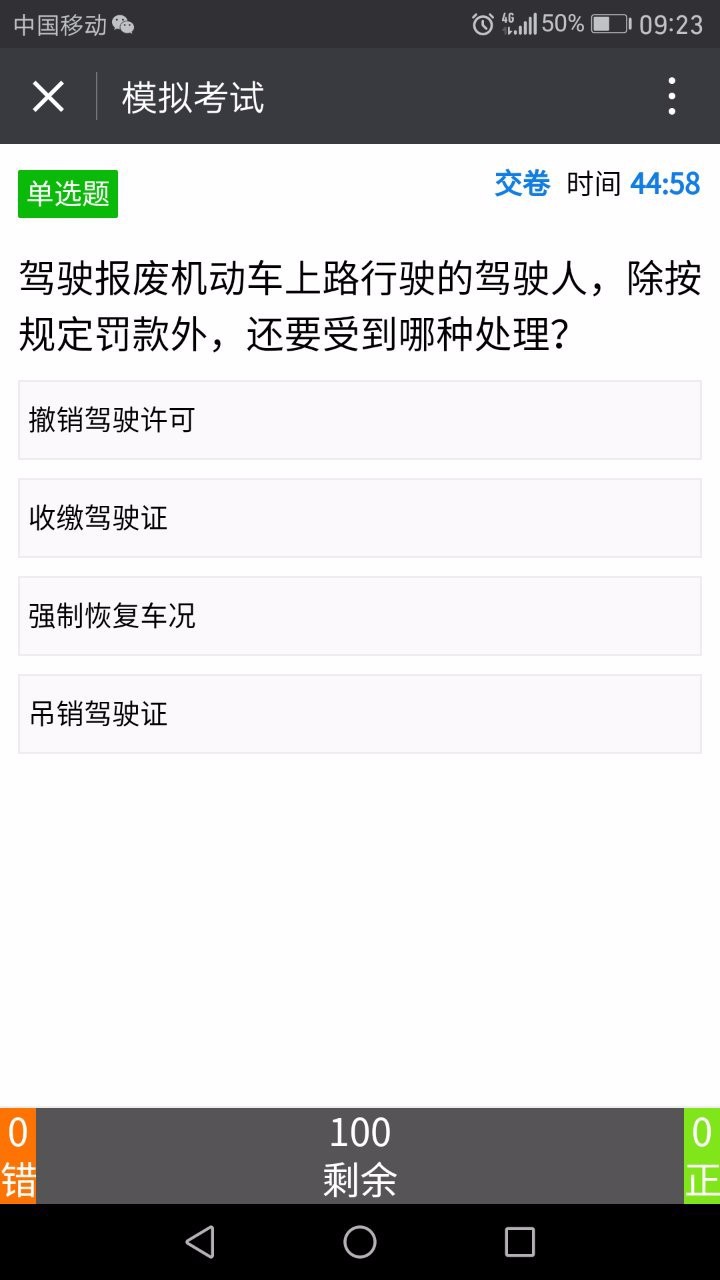 中国移动 4G 50% 09:23
模拟考试
单选题 交卷 时间 44:58
驾驶报废机动车上路行驶的驾驶人，除按
规定罚款外，还要受到哪种处理？
撤销驾驶许可
收缴驾驶证
强制恢复车况
吊销驾驶证
0 100 0
错 剩余 正